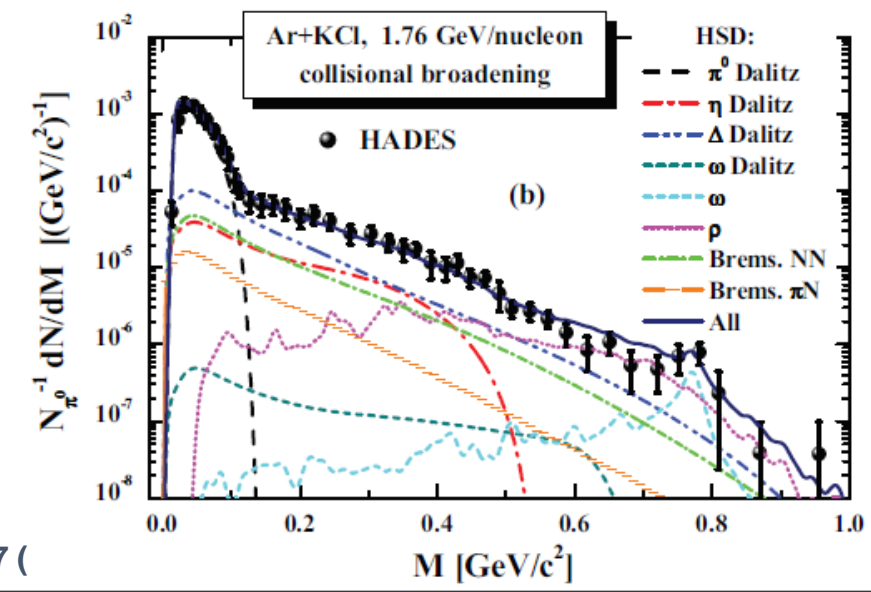 Ar+KCl, 1.76 GeV/nucleon
collisional broadening
HSD:
π⁰ Dalitz
η Dalitz
Δ Dalitz
ω Dalitz
ω
ρ
Brems. NN
Brems. πN
All
HADES
(b)
10⁻²
10⁻³
10⁻⁴
10⁻⁵
10⁻⁶
10⁻⁷
10⁻⁸
N_π⁰⁻¹ dN/dM [(GeV/c²)⁻¹]
0.0 0.2 0.4 0.6 0.8 1.0
M [GeV/c²]
7 (